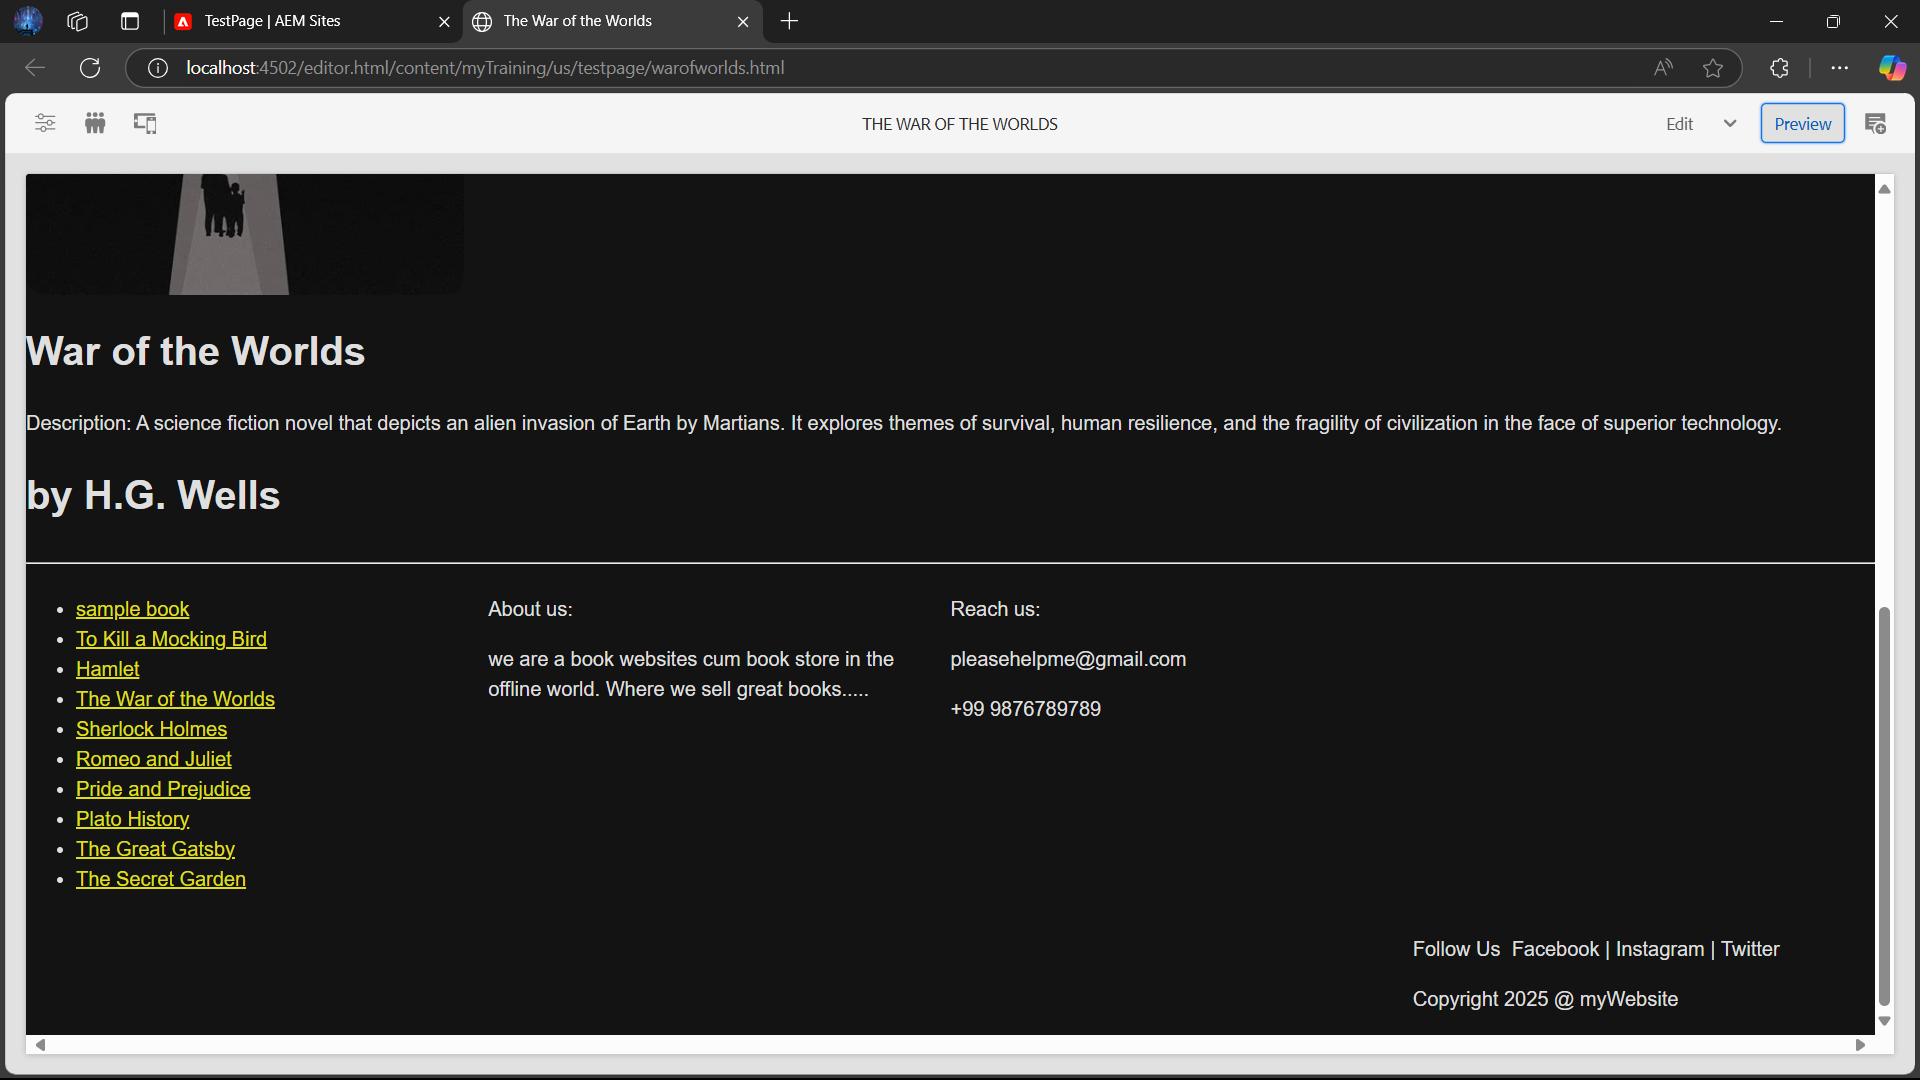 TestPage | AEM Sites
The War of the Worlds
localhost:4502/editor.html/content/myTraining/us/testpage/warofworlds.html
THE WAR OF THE WORLDS
Edit
Preview
War of the Worlds
Description: A science fiction novel that depicts an alien invasion of Earth by Martians. It explores themes of survival, human resilience, and the fragility of civilization in the face of superior technology.
by H.G. Wells
sample book
To Kill a Mocking Bird
Hamlet
The War of the Worlds
Sherlock Holmes
Romeo and Juliet
Pride and Prejudice
Plato History
The Great Gatsby
The Secret Garden
About us:
we are a book websites cum book store in the
offline world. Where we sell great books.....
Reach us:
pleasehelpme@gmail.com
+99 9876789789
Follow Us  Facebook | Instagram | Twitter
Copyright 2025 @ myWebsite